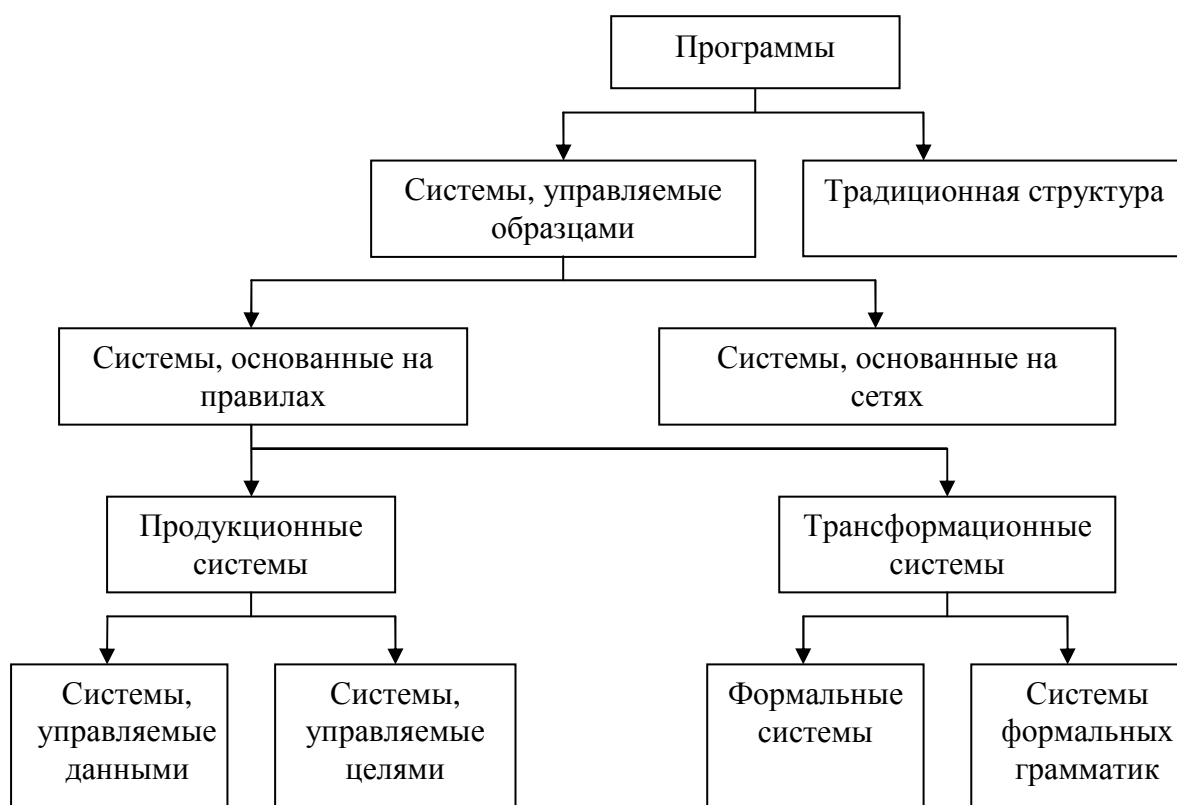 Программы
Системы, управляемые
образцами
Традиционная структура
Системы, основанные на
правилах
Системы, основанные на
сетях
Продукционные
системы
Трансформационные
системы
Системы,
управляемые
данными
Системы,
управляемые
целями
Формальные
системы
Системы
формальных
грамматик